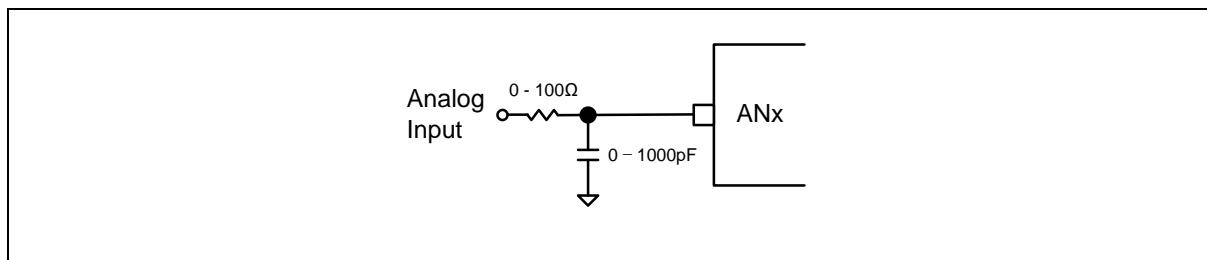 0 - 100Ω
Analog
Input
ANx
0 – 1000pF